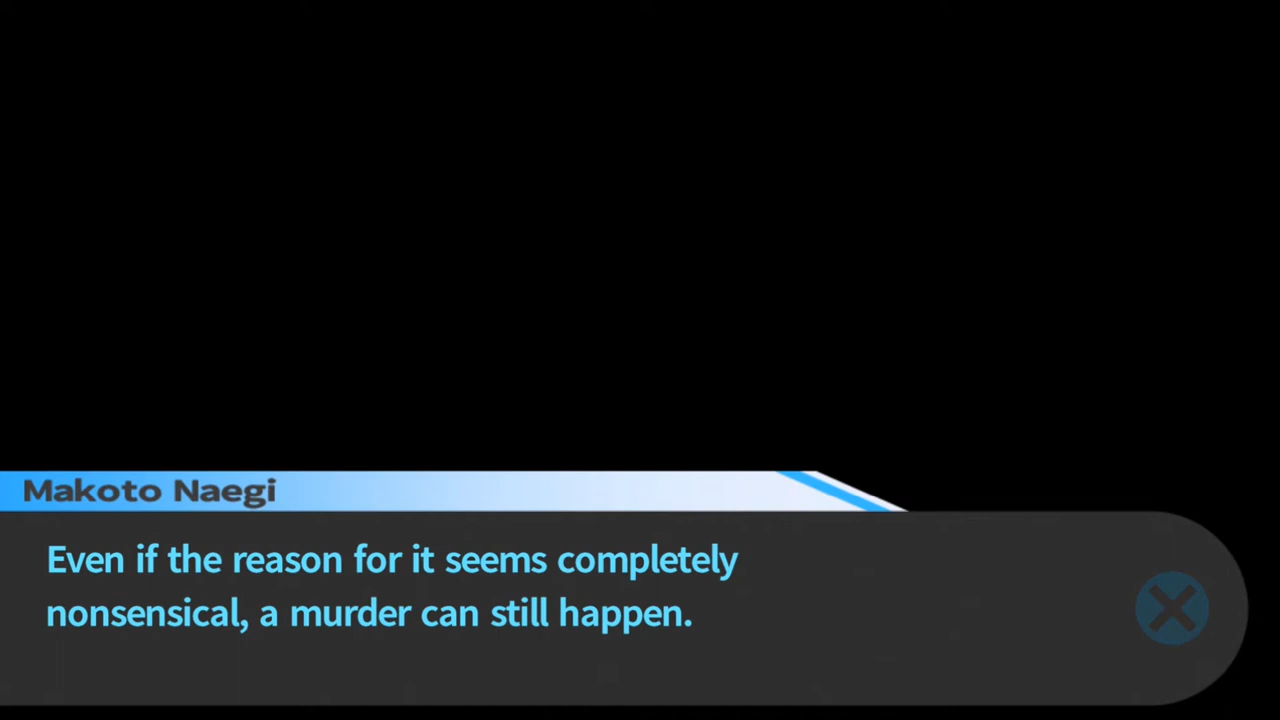 Makoto Naegi
Even if the reason for it seems completely
nonsensical, a murder can still happen.